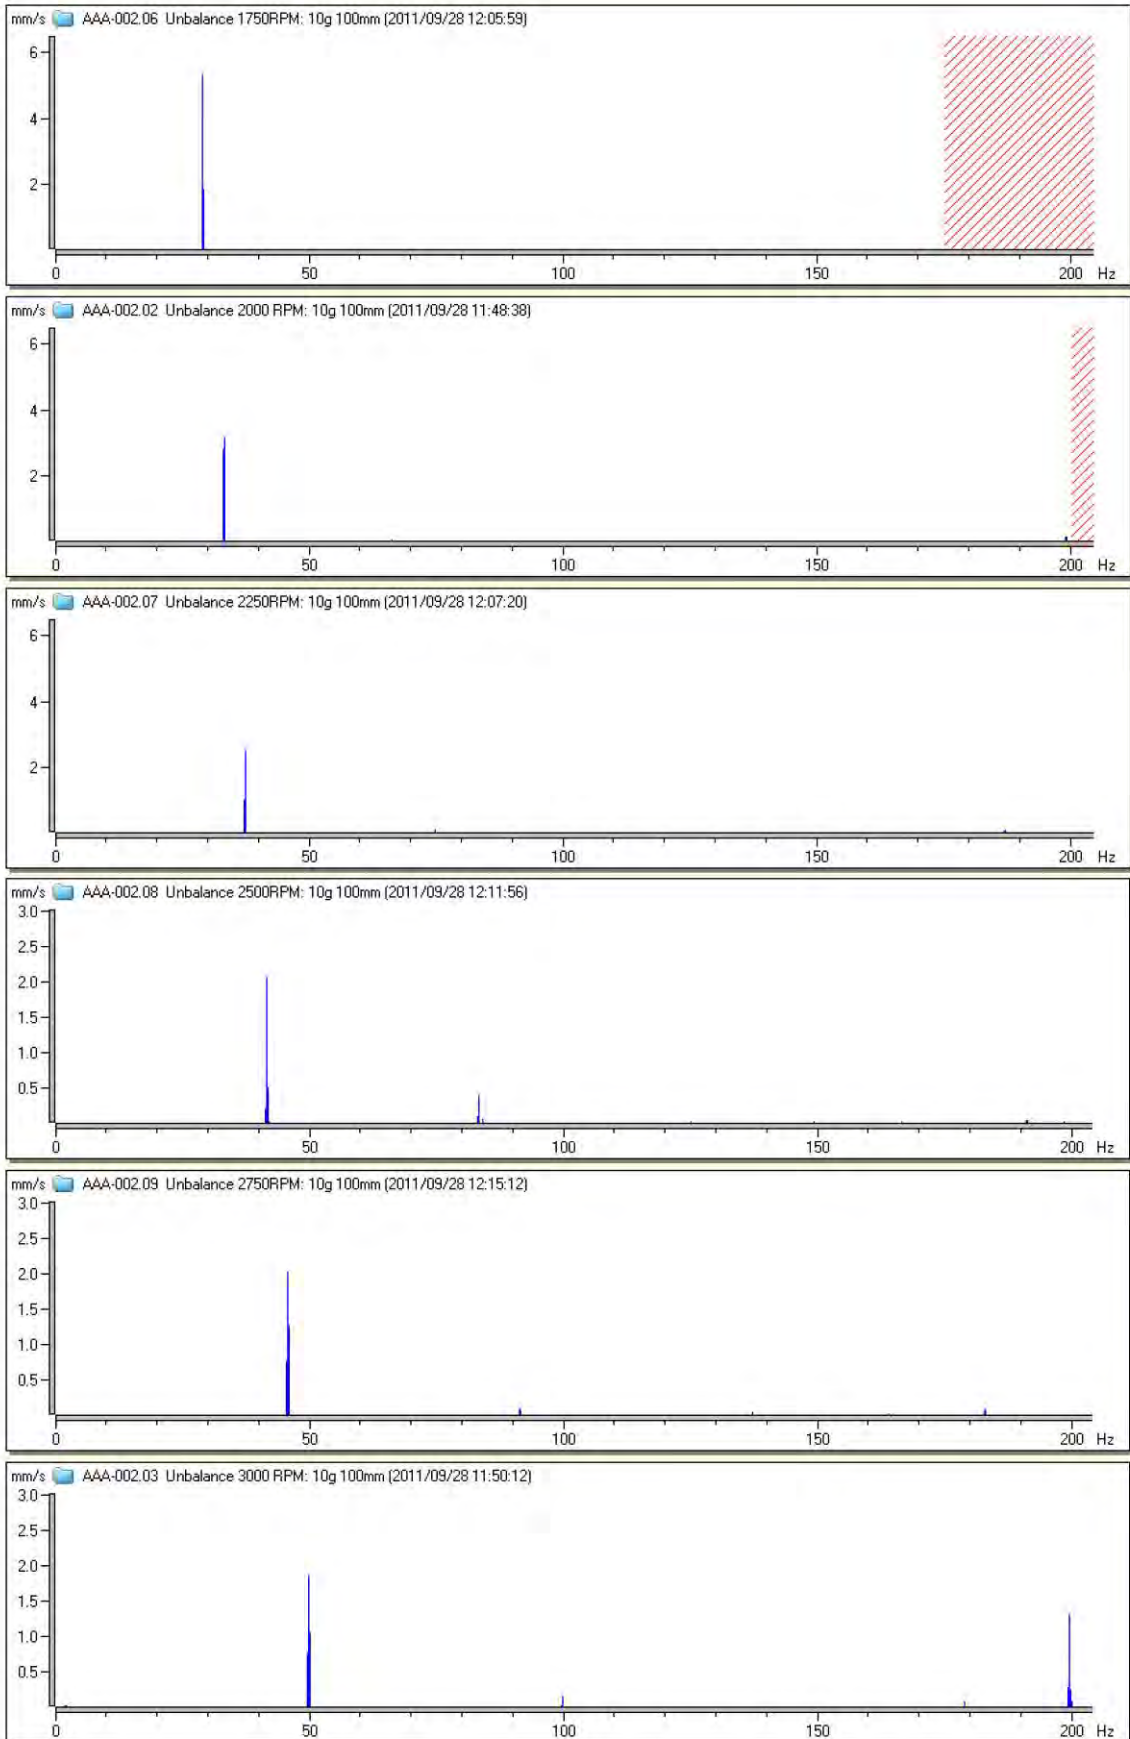 mm/s AAA-002.06 Unbalance 1750RPM: 10g 100mm (2011/09/28 12:05:59)
6
4
2
0 50 100 150 200 Hz
mm/s AAA-002.02 Unbalance 2000 RPM: 10g 100mm (2011/09/28 11:48:38)
6
4
2
0 50 100 150 200 Hz
mm/s AAA-002.07 Unbalance 2250RPM: 10g 100mm (2011/09/28 12:07:20)
6
4
2
0 50 100 150 200 Hz
mm/s AAA-002.08 Unbalance 2500RPM: 10g 100mm (2011/09/28 12:11:56)
3.0
2.5
2.0
1.5
1.0
0.5
0 50 100 150 200 Hz
mm/s AAA-002.09 Unbalance 2750RPM: 10g 100mm (2011/09/28 12:15:12)
3.0
2.5
2.0
1.5
1.0
0.5
0 50 100 150 200 Hz
mm/s AAA-002.03 Unbalance 3000 RPM: 10g 100mm (2011/09/28 11:50:12)
3.0
2.5
2.0
1.5
1.0
0.5
0 50 100 150 200 Hz